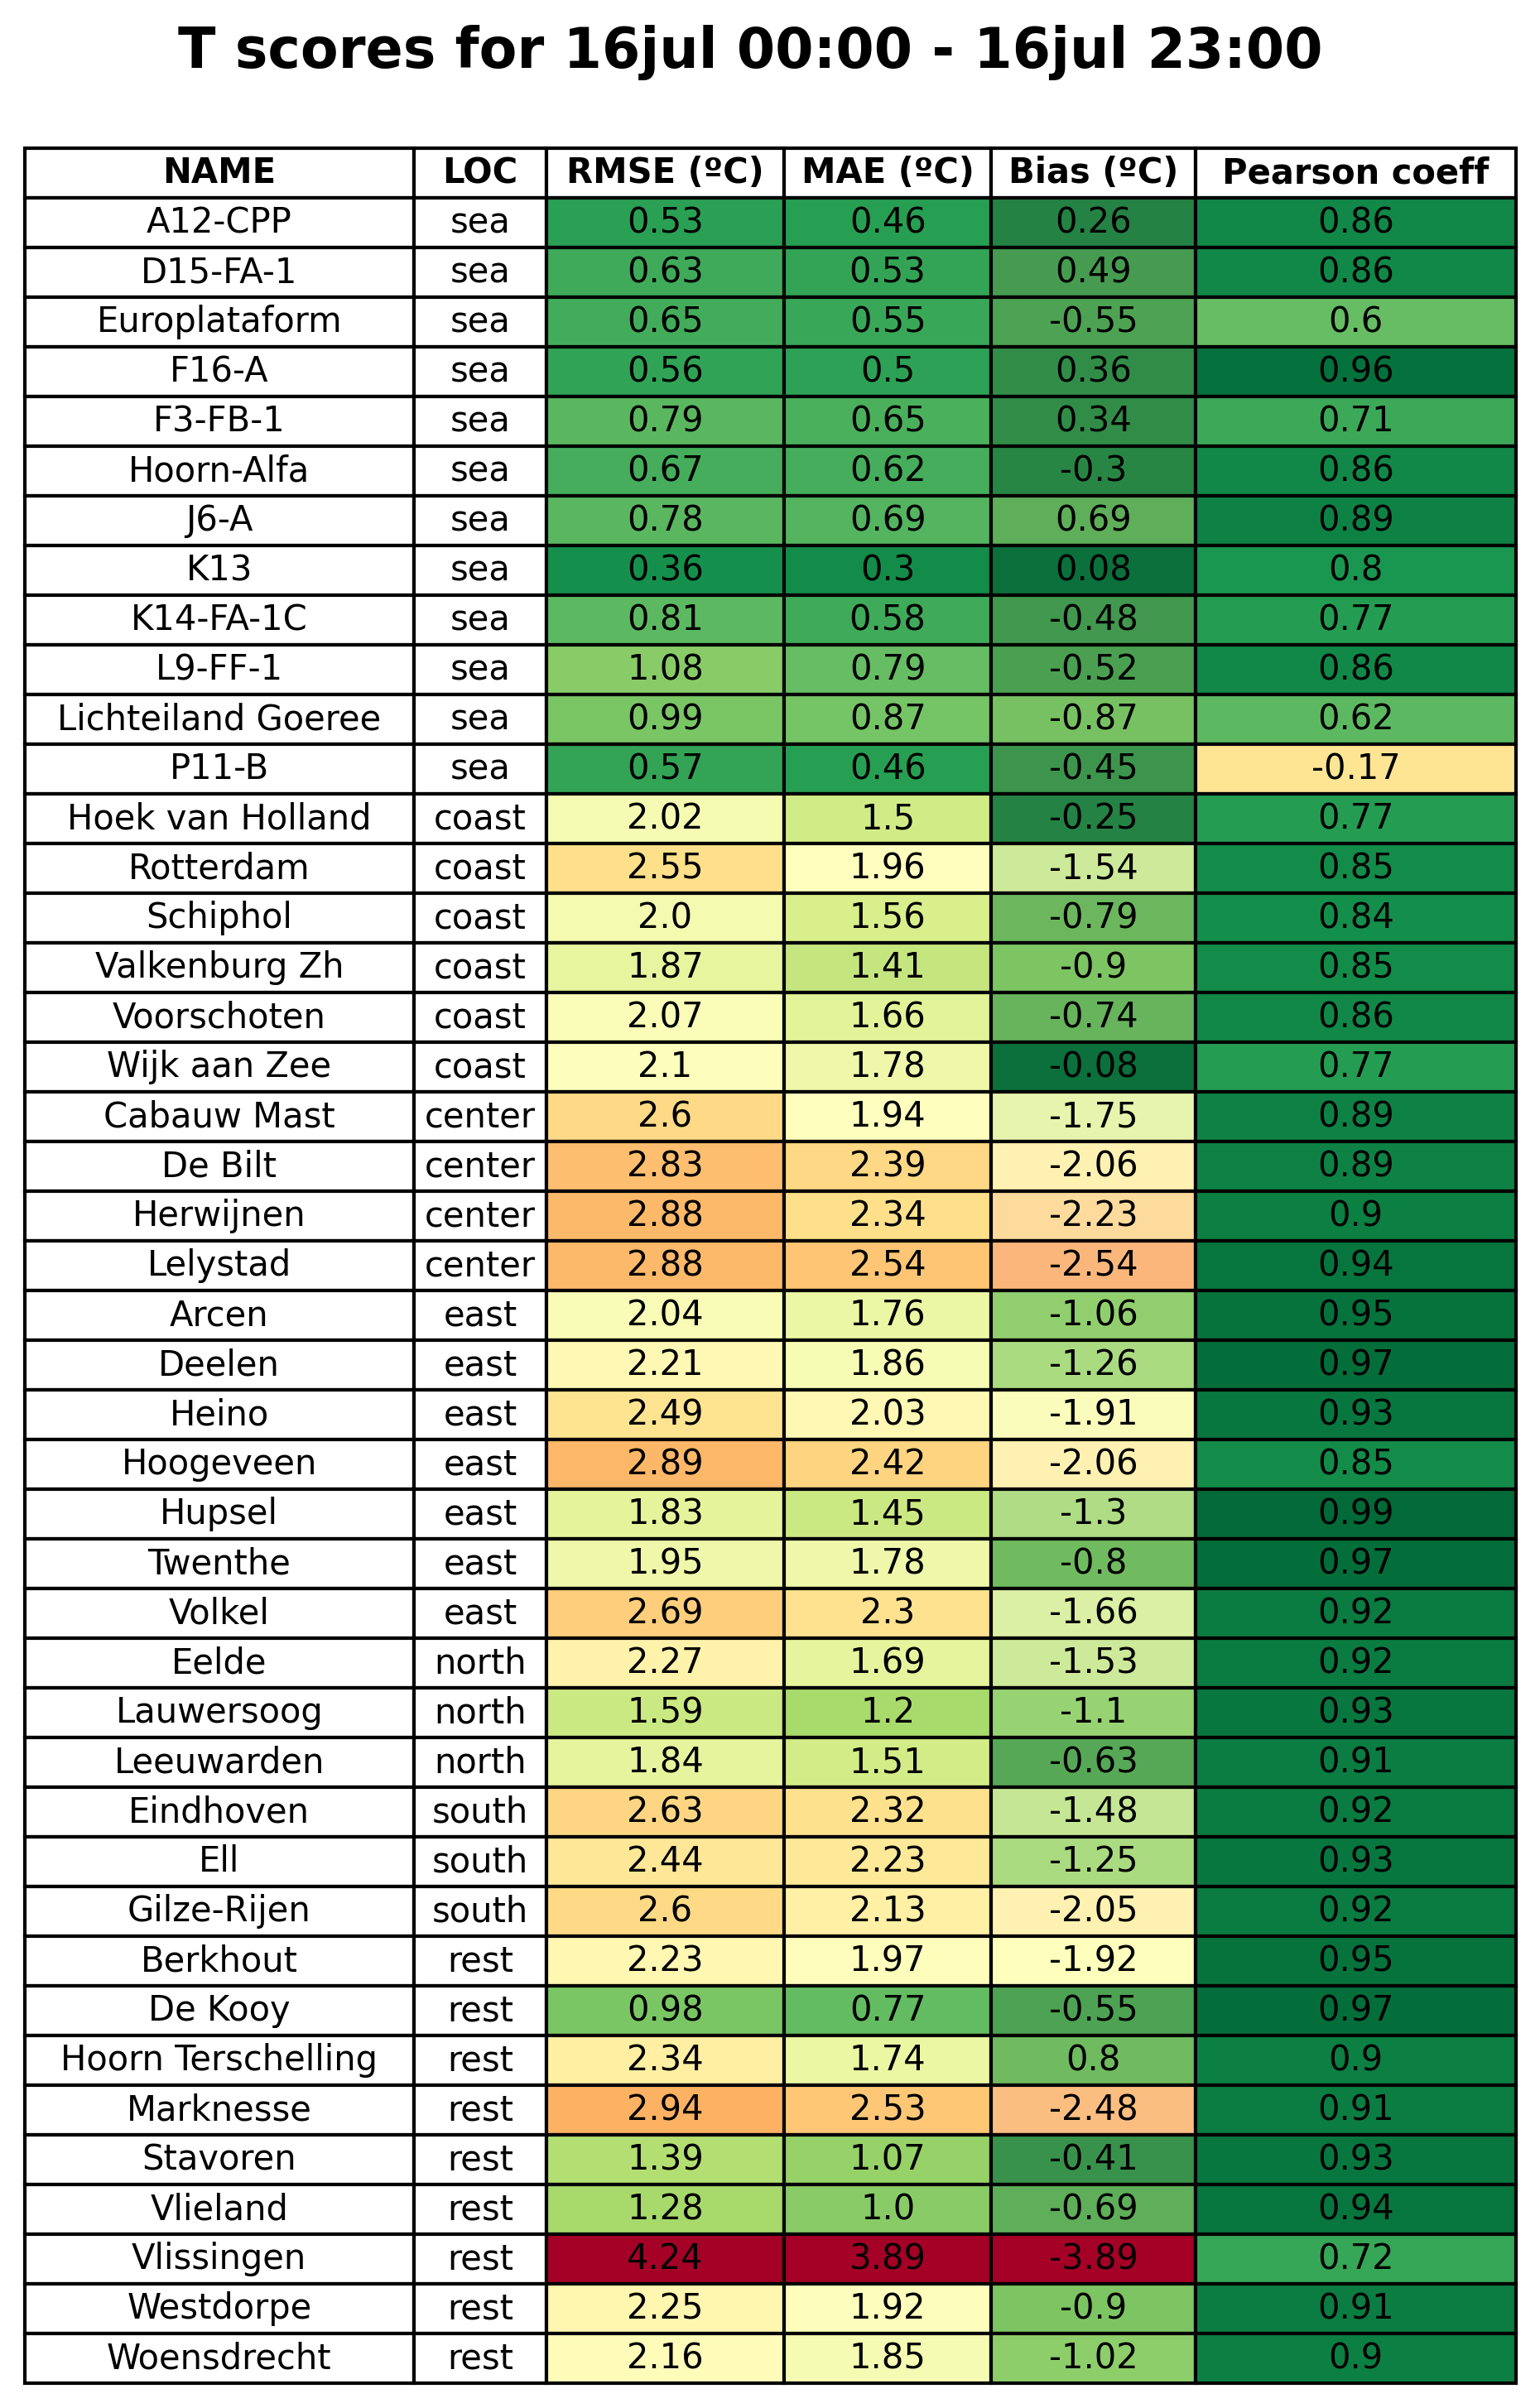 T scores for 16jul 00:00 - 16jul 23:00
NAME LOC RMSE (ºC) MAE (ºC) Bias (ºC) Pearson coeff
A12-CPP sea 0.53 0.46 0.26 0.86
D15-FA-1 sea 0.63 0.53 0.49 0.86
Europlataform sea 0.65 0.55 -0.55 0.6
F16-A sea 0.56 0.5 0.36 0.96
F3-FB-1 sea 0.79 0.65 0.34 0.71
Hoorn-Alfa sea 0.67 0.62 -0.3 0.86
J6-A sea 0.78 0.69 0.69 0.89
K13 sea 0.36 0.3 0.08 0.8
K14-FA-1C sea 0.81 0.58 -0.48 0.77
L9-FF-1 sea 1.08 0.79 -0.52 0.86
Lichteiland Goeree sea 0.99 0.87 -0.87 0.62
P11-B sea 0.57 0.46 -0.45 -0.17
Hoek van Holland coast 2.02 1.5 -0.25 0.77
Rotterdam coast 2.55 1.96 -1.54 0.85
Schiphol coast 2.0 1.56 -0.79 0.84
Valkenburg Zh coast 1.87 1.41 -0.9 0.85
Voorschoten coast 2.07 1.66 -0.74 0.86
Wijk aan Zee coast 2.1 1.78 -0.08 0.77
Cabauw Mast center 2.6 1.94 -1.75 0.89
De Bilt center 2.83 2.39 -2.06 0.89
Herwijnen center 2.88 2.34 -2.23 0.9
Lelystad center 2.88 2.54 -2.54 0.94
Arcen east 2.04 1.76 -1.06 0.95
Deelen east 2.21 1.86 -1.26 0.97
Heino east 2.49 2.03 -1.91 0.93
Hoogeveen east 2.89 2.42 -2.06 0.85
Hupsel east 1.83 1.45 -1.3 0.99
Twenthe east 1.95 1.78 -0.8 0.97
Volkel east 2.69 2.3 -1.66 0.92
Eelde north 2.27 1.69 -1.53 0.92
Lauwersoog north 1.59 1.2 -1.1 0.93
Leeuwarden north 1.84 1.51 -0.63 0.91
Eindhoven south 2.63 2.32 -1.48 0.92
Ell south 2.44 2.23 -1.25 0.93
Gilze-Rijen south 2.6 2.13 -2.05 0.92
Berkhout rest 2.23 1.97 -1.92 0.95
De Kooy rest 0.98 0.77 -0.55 0.97
Hoorn Terschelling rest 2.34 1.74 0.8 0.9
Marknesse rest 2.94 2.53 -2.48 0.91
Stavoren rest 1.39 1.07 -0.41 0.93
Vlieland rest 1.28 1.0 -0.69 0.94
Vlissingen rest 4.24 3.89 -3.89 0.72
Westdorpe rest 2.25 1.92 -0.9 0.91
Woensdrecht rest 2.16 1.85 -1.02 0.9